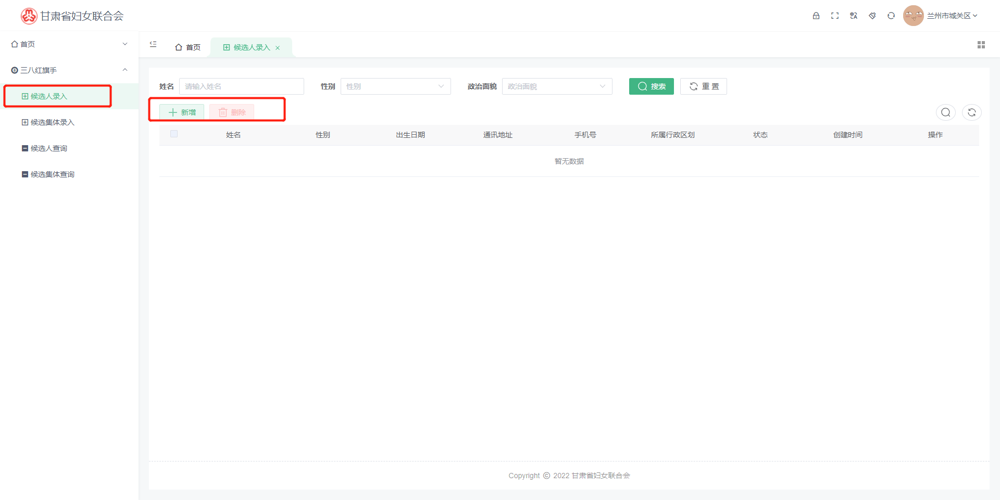 甘肃省妇女联合会
兰州市城关区
首页
三八红旗手
候选人录入
候选集体录入
候选人查询
候选集体查询
首页
候选人录入
姓名 请输入姓名 性别 性别 政治面貌 政治面貌 搜索 重 置
新增 删除
姓名 性别 出生日期 通讯地址 手机号 所属行政区划 状态 创建时间 操作
暂无数据
Copyright © 2022 甘肃省妇女联合会